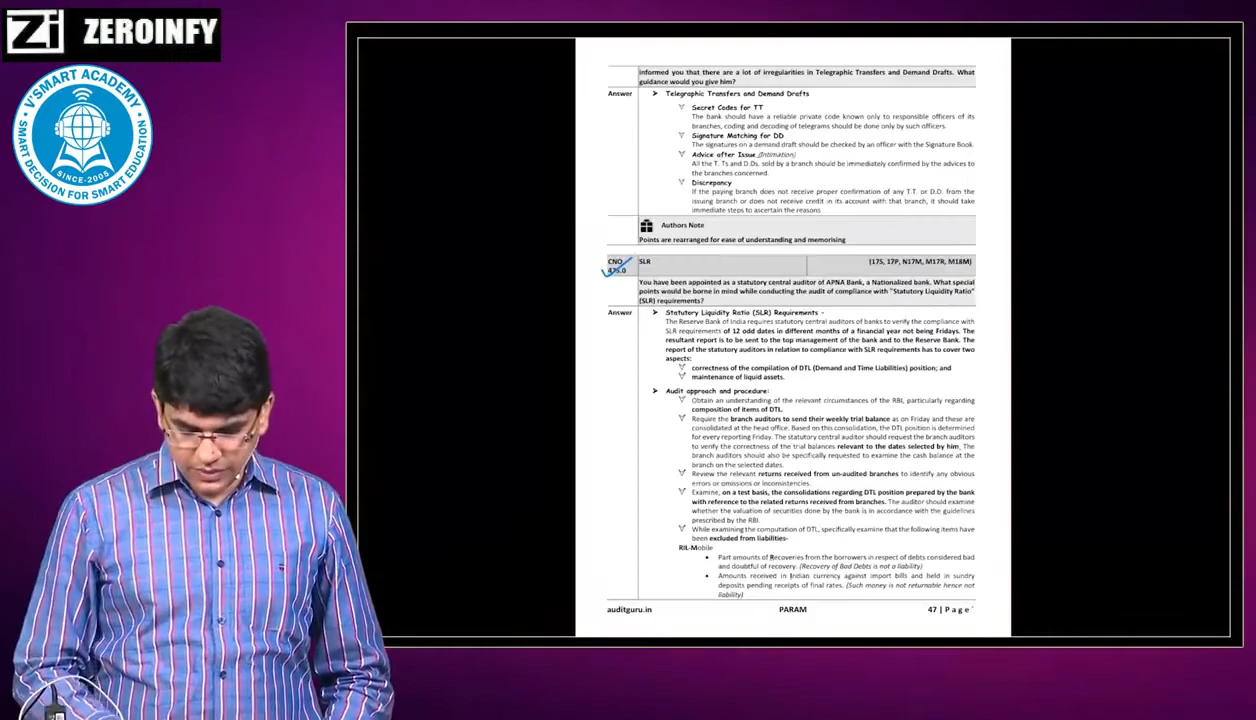 Zi ZEROINFY
V'SMART ACADEMY
SINCE-2005
SMART DECISION FOR SMART EDUCATION
informed you that there are a lot of irregularities in Telegraphic Transfers and Demand Drafts. What
guidance would you give him?
Answer
Telegraphic Transfers and Demand Drafts
Secret Codes for TT
The bank should have a reliable private code known only to responsible officers of its
branches, coding and decoding of telegrams should be done only by such officers.
Signature Matching for DD
The signatures on a demand draft should be checked by an officer with the Signature Book.
Advice after Issue (Intimation)
All the T. Ts and D.Ds. sold by a branch should be immediately confirmed by the advices to
the branches concerned.
Discrepancy
If the paying branch does not receive proper confirmation of any T.T. or D.D. from the
issuing branch or does not receive credit in its account with that branch, it should take
immediate steps to ascertain the reasons
Authors Note
Points are rearranged for ease of understanding and memorising
CNO
475.0
SLR
(17S, 17P, N17M, M17R, M18M)
You have been appointed as a statutory central auditor of APNA Bank, a Nationalized bank. What special
points would be borne in mind while conducting the audit of compliance with "Statutory Liquidity Ratio"
(SLR) requirements?
Answer
Statutory Liquidity Ratio (SLR) Requirements -
The Reserve Bank of India requires statutory central auditors of banks to verify the compliance with
SLR requirements of 12 odd dates in different months of a financial year not being Fridays. The
resultant report is to be sent to the top management of the bank and to the Reserve Bank. The
report of the statutory auditors in relation to compliance with SLR requirements has to cover two
aspects:
correctness of the compilation of DTL (Demand and Time Liabilities) position; and
maintenance of liquid assets.
Audit approach and procedure:
Obtain an understanding of the relevant circulars of the RBI, particularly regarding
composition of items of DTL.
Require the branch auditors to send their weekly trial balance as on Friday and these are
consolidated at the head office. Based on this consolidation, the DTL position is determined
for every reporting Friday. The statutory central auditor should request the branch auditors
to verify the correctness of the trial balances relevant to the dates selected by him. The
branch auditors should also be specifically requested to examine the cash balance at the
branch on the selected dates.
Review the relevant returns received from un-audited branches to identify any obvious
errors or omissions or inconsistencies.
Examine, on a test basis, the consolidations regarding DTL position prepared by the bank
with reference to the related returns received from branches. The auditor should examine
whether the valuation of securities done by the bank is in accordance with the guidelines
prescribed by the RBI.
While examining the computation of DTL, specifically examine that the following items have
been excluded from liabilities-
RIL-Mobile
Part amounts of Recoveries from the borrowers in respect of debts considered bad
and doubtful of recovery. (Recovery of Bad Debts is not a liability)
Amounts received in Indian currency against import bills and held in sundry
deposits pending receipts of final rates. (Such money is not returnable hence not
liability)
auditguru.in
PARAM
47 | P a g e